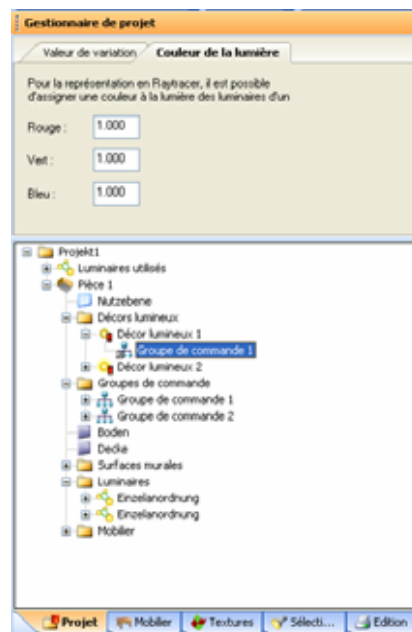 Gestionnaire de projet
Valeur de variation Couleur de la lumière
Pour la représentation en Raytracer, il est possible
d'assigner une couleur à la lumière des luminaires d'un
Rouge : 1.000
Vert : 1.000
Bleu : 1.000
Projekt1
Luminaires utilisés
Pièce 1
Nutzebene
Décors lumineux
Décor lumineux 1
Groupe de commande 1
Décor lumineux 2
Groupes de commande
Groupe de commande 1
Groupe de commande 2
Boden
Decke
Surfaces murales
Luminaires
Einzelanordnung
Einzelanordnung
Mobilier
Projet Mobilier Textures Sélecti... Edition